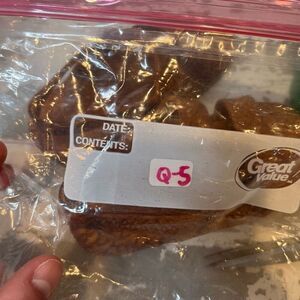 DATE:
CONTENTS:
Q-5
Great
Value